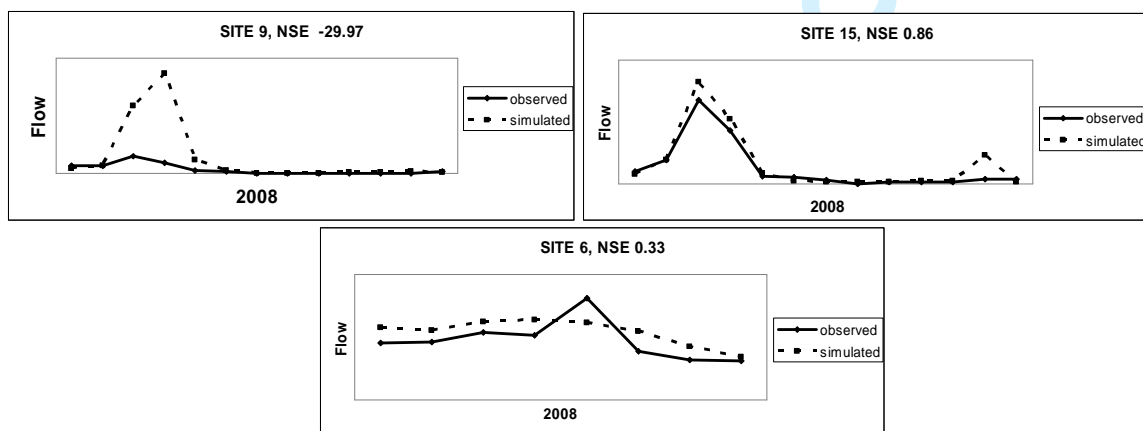 SITE 9, NSE -29.97
Flow
observed
simulated
2008
SITE 15, NSE 0.86
Flow
observed
simulated
2008
SITE 6, NSE 0.33
Flow
observed
simulated
2008